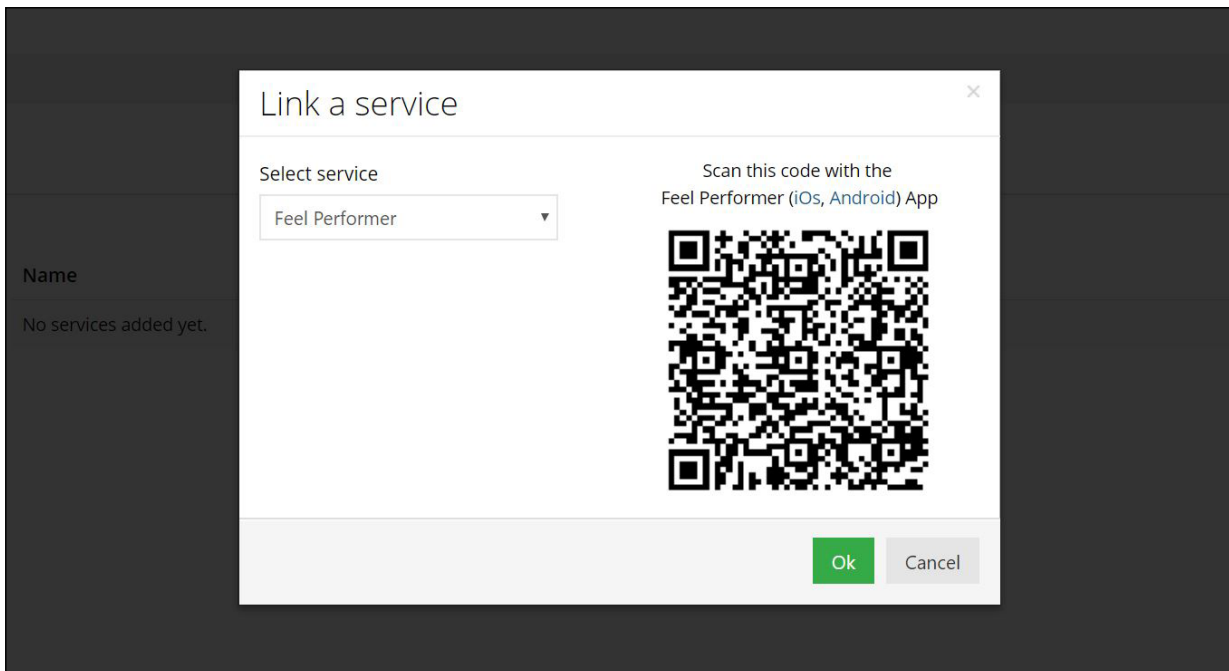 Link a service
×
Select service
Feel Performer
Scan this code with the
Feel Performer (iOs, Android) App
Name
No services added yet.
Ok
Cancel